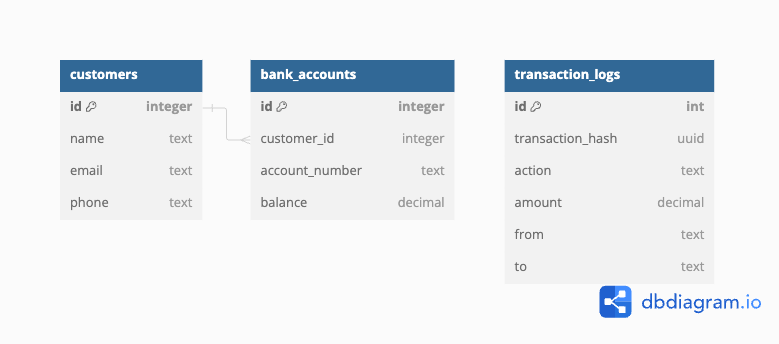 customers
id integer
name text
email text
phone text
bank_accounts
id integer
customer_id integer
account_number text
balance decimal
transaction_logs
id int
transaction_hash uuid
action text
amount decimal
from text
to text
dbdiagram.io